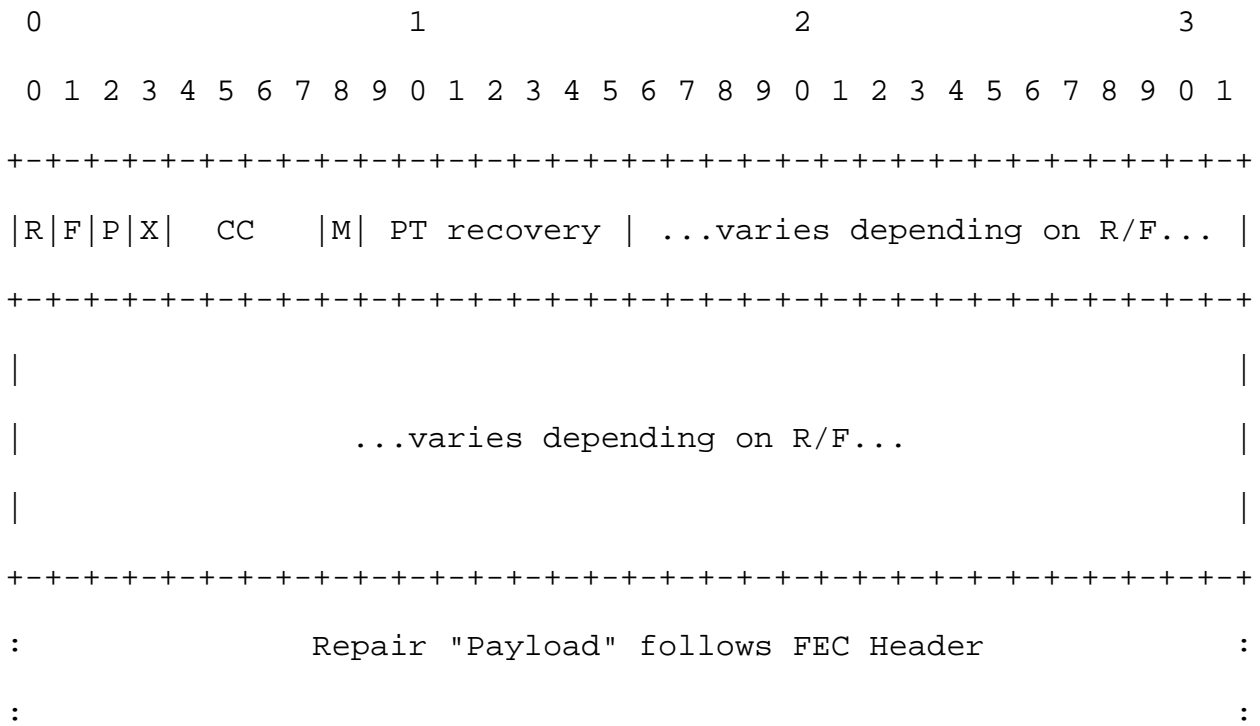 0                   1                   2                   3
 0 1 2 3 4 5 6 7 8 9 0 1 2 3 4 5 6 7 8 9 0 1 2 3 4 5 6 7 8 9 0 1
+-+-+-+-+-+-+-+-+-+-+-+-+-+-+-+-+-+-+-+-+-+-+-+-+-+-+-+-+-+-+-+-+
|R|F|P|X|  CC   |M| PT recovery | ...varies depending on R/F... |
+-+-+-+-+-+-+-+-+-+-+-+-+-+-+-+-+-+-+-+-+-+-+-+-+-+-+-+-+-+-+-+-+
|                                                               |
|                 ...varies depending on R/F...                 |
|                                                               |
+-+-+-+-+-+-+-+-+-+-+-+-+-+-+-+-+-+-+-+-+-+-+-+-+-+-+-+-+-+-+-+-+
:               Repair "Payload" follows FEC Header             :
:                                                               :